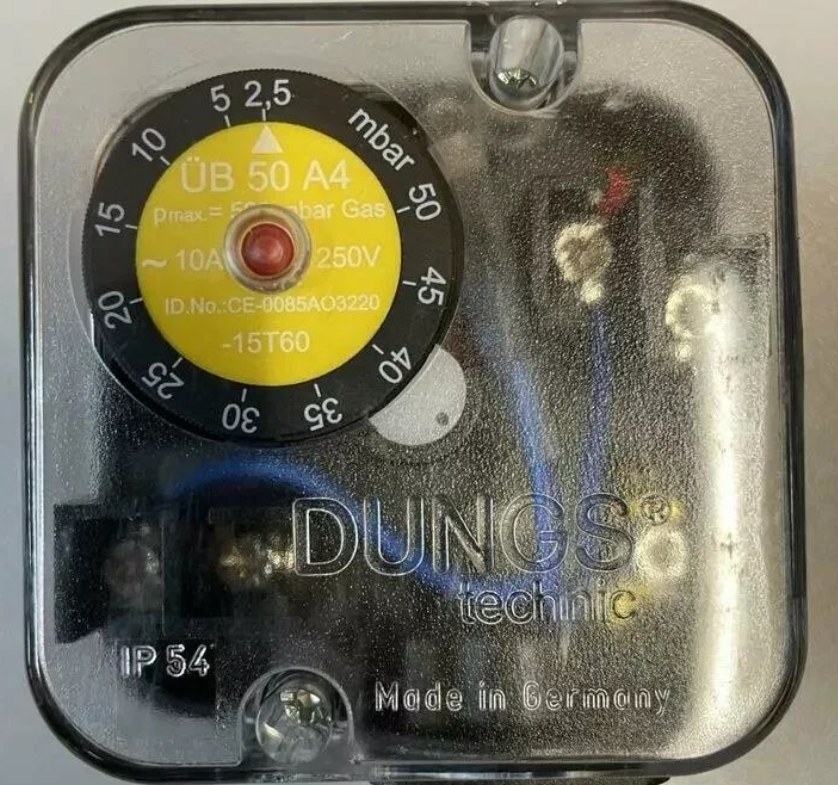 5 2,5 mbar
10 50
15 45
20 40
25 30 35
ÜB 50 A4
pmax.= bar Gas
~ 10A 250V
ID.No.:CE-0085AO3220
-15T60
DUNGS®
technic
IP 54
Made in Germany